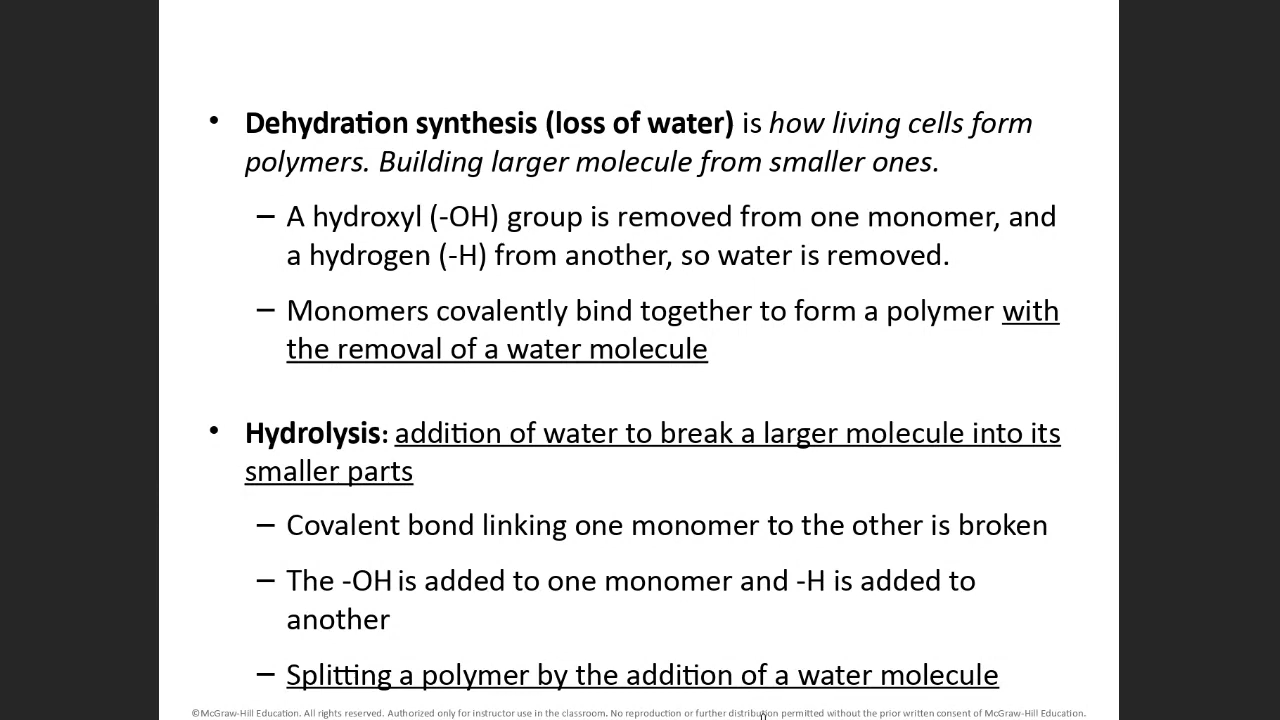 • Dehydration synthesis (loss of water) is how living cells form
polymers. Building larger molecule from smaller ones.
– A hydroxyl (-OH) group is removed from one monomer, and
a hydrogen (-H) from another, so water is removed.
– Monomers covalently bind together to form a polymer with
the removal of a water molecule
• Hydrolysis: addition of water to break a larger molecule into its
smaller parts
– Covalent bond linking one monomer to the other is broken
– The -OH is added to one monomer and -H is added to
another
– Splitting a polymer by the addition of a water molecule
©McGraw-Hill Education. All rights reserved. Authorized only for instructor use in the classroom. No reproduction or further distribution permitted without the prior written consent of McGraw-Hill Education.